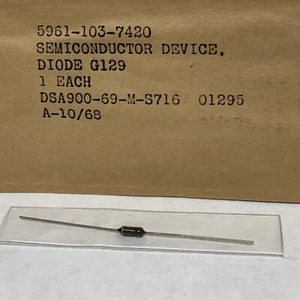 5961-103-7420
SEMICONDUCTOR DEVICE,
DIODE G129
1 EACH
DSA900-69-M-S716 01295
A-10/68